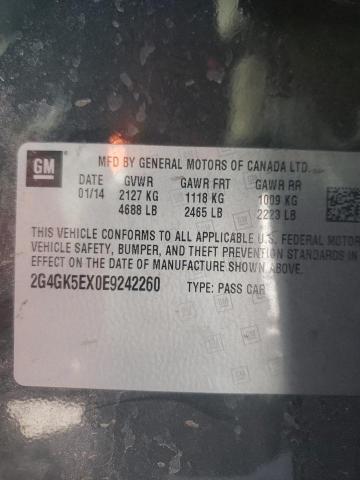 GM
MFD BY GENERAL MOTORS OF CANADA LTD.
DATE GVWR GAWR FRT GAWR RR
01/14 2127 KG 1118 KG 1009 KG
4688 LB 2465 LB 2223 LB
THIS VEHICLE CONFORMS TO ALL APPLICABLE U.S. FEDERAL MOTOR
VEHICLE SAFETY, BUMPER, AND THEFT PREVENTION STANDARDS IN
EFFECT ON THE DATE OF MANUFACTURE SHOWN ABOVE.
2G4GK5EX0E9242260 TYPE: PASS CAR